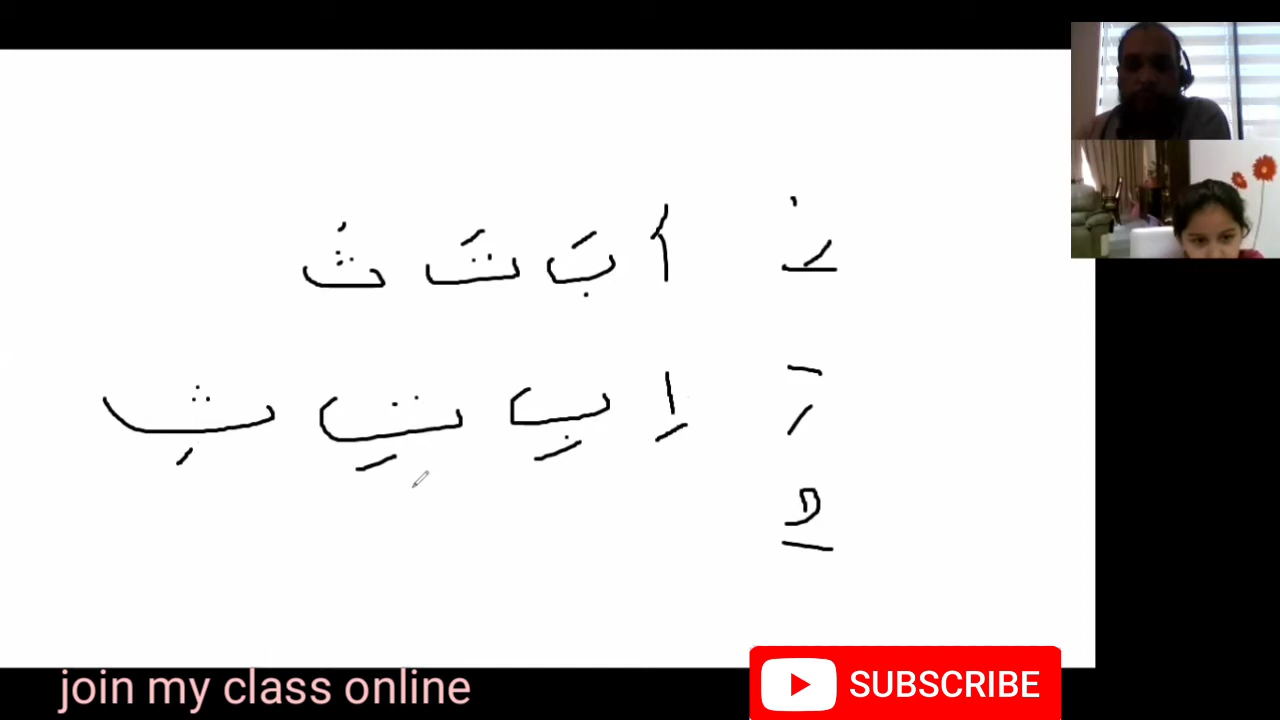 اَ بَ تَ ثَ
اِ بِ تِ ثِ
join my class online
SUBSCRIBE